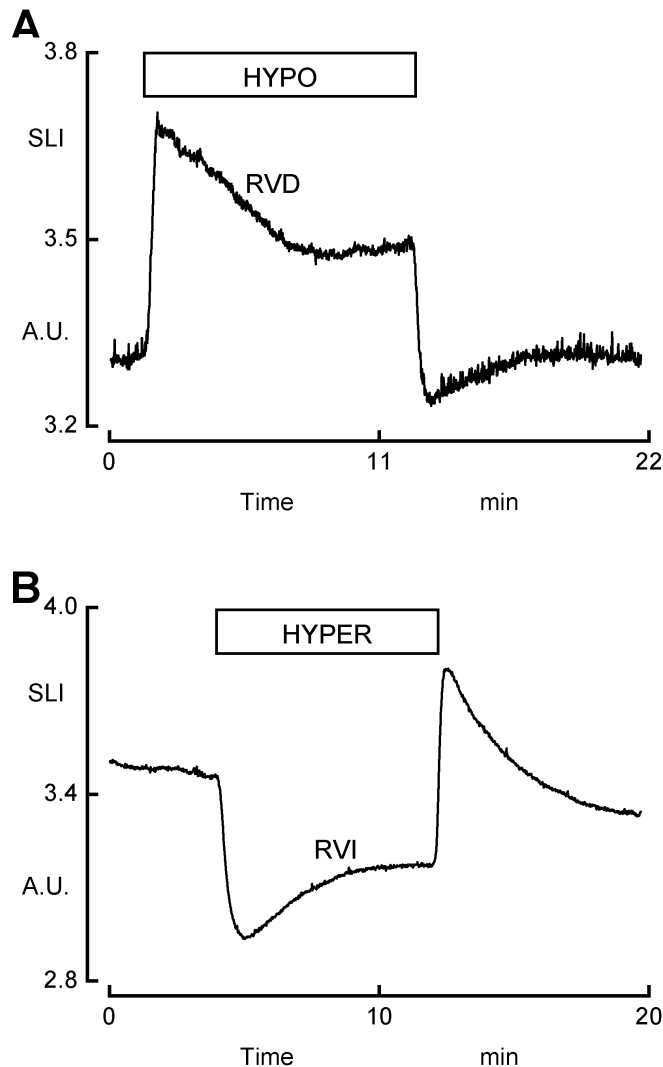 A
3.8
HYPO
SLI
RVD
3.5
A.U.
3.2
0 11 22
Time min
B
4.0
HYPER
SLI
3.4
RVI
A.U.
2.8
0 10 20
Time min